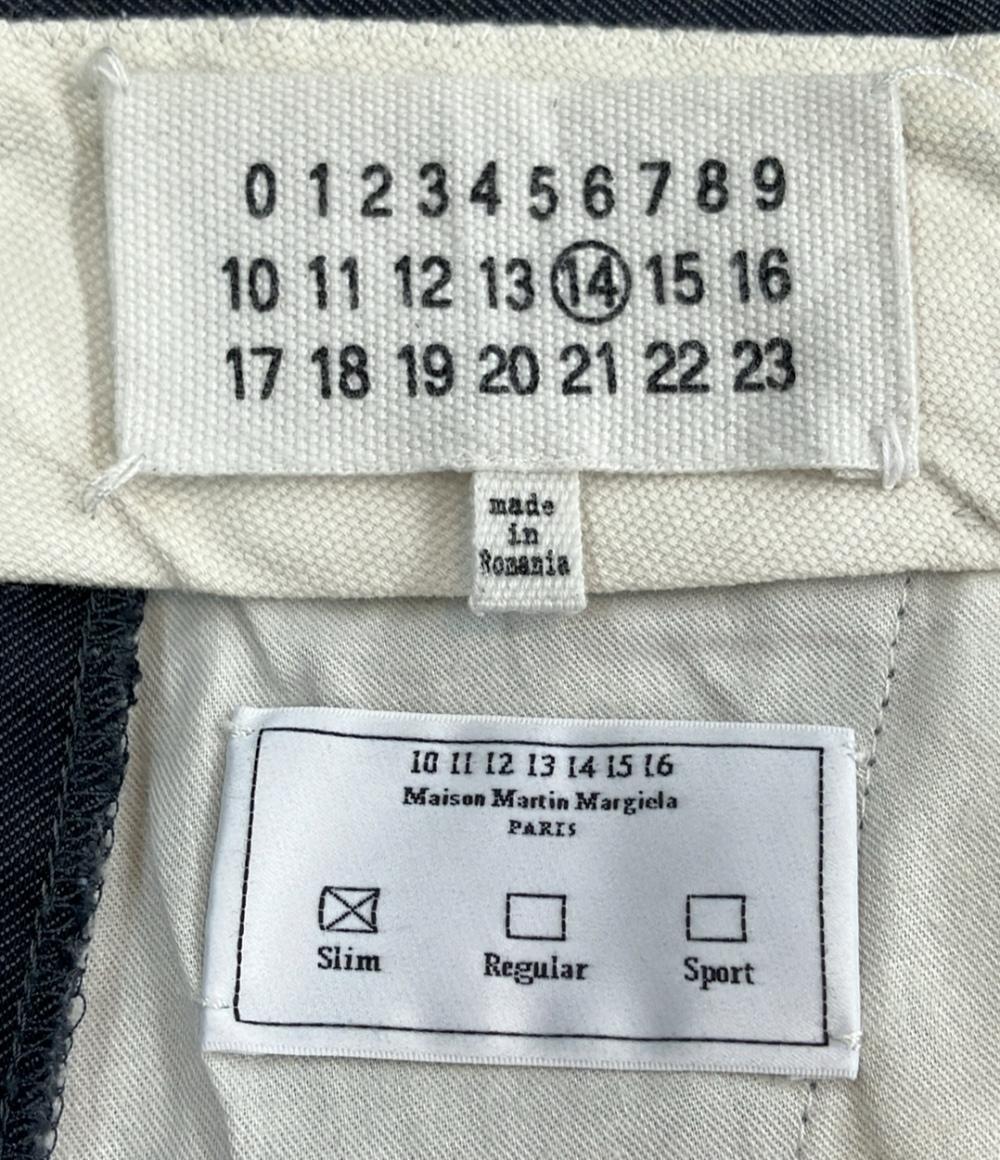 0 1 2 3 4 5 6 7 8 9
10 11 12 13 14 15 16
17 18 19 20 21 22 23
made
in
Romania
10 11 12 13 14 15 16
Maison Martin Margiela
PARIS
Slim Regular Sport